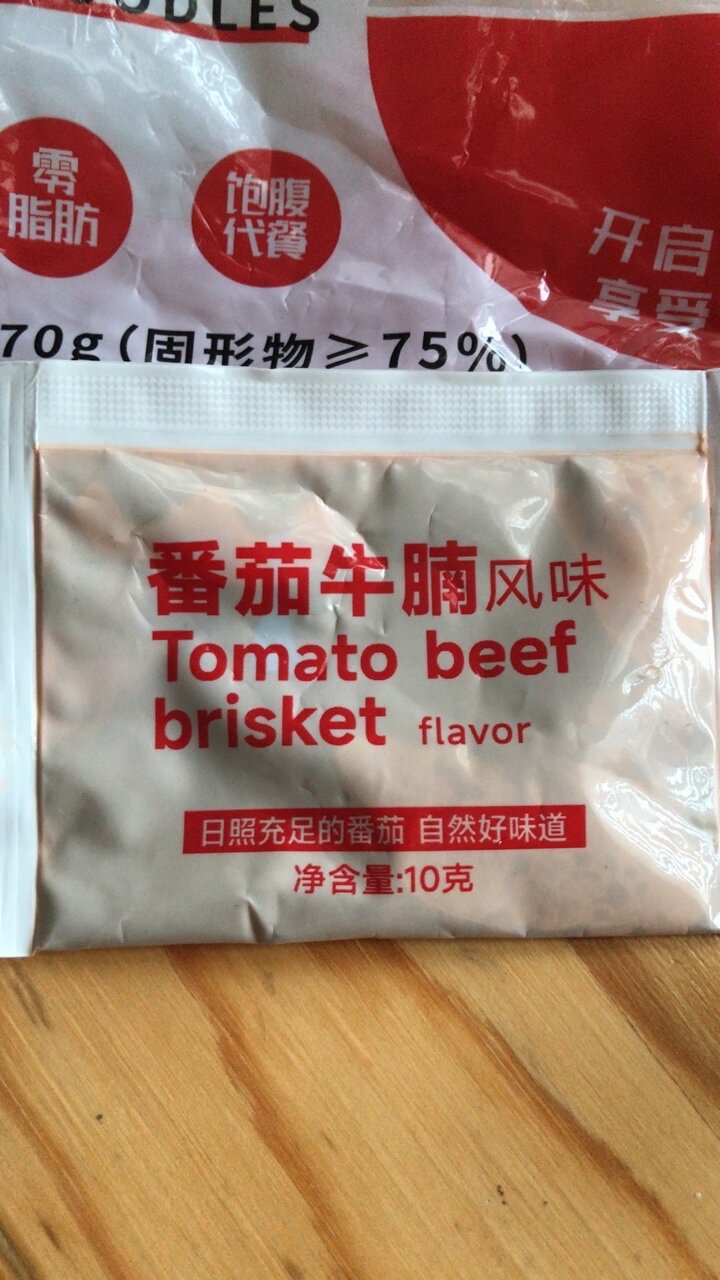 零
脂肪
饱腹
代餐
开启
享受
70g(固形物≥75%)
番茄牛腩风味
Tomato beef
brisket flavor
日照充足的番茄 自然好味道
净含量:10克